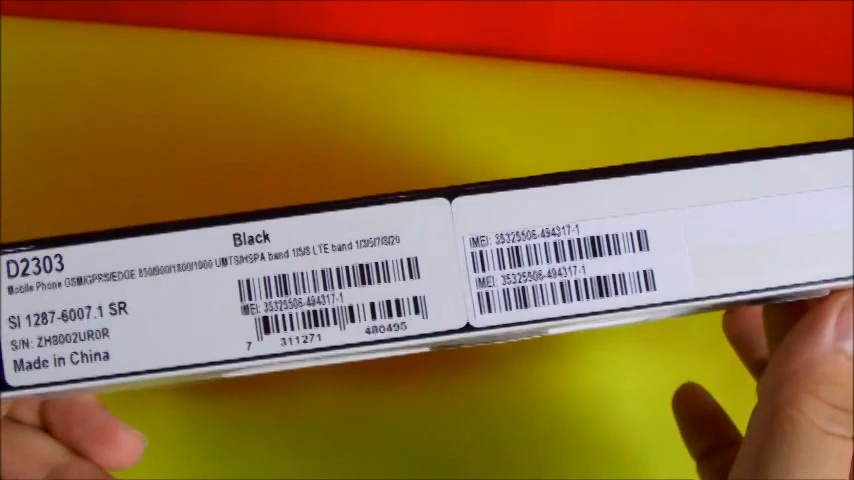 D2303
Black
Mobile Phone GSM/GPRS/EDGE 850/900/1800/1900 UMTS/HSPA band 1/5/8 LTE band 1/3/5/7/8/20
SI 1287-6007.1 SR
IMEI: 35325506-494317-1
S/N: ZH8002UR0R
Made in China
7 311271 480495
IMEI: 35325506-494317-1
IMEI: 35325506-494317-1